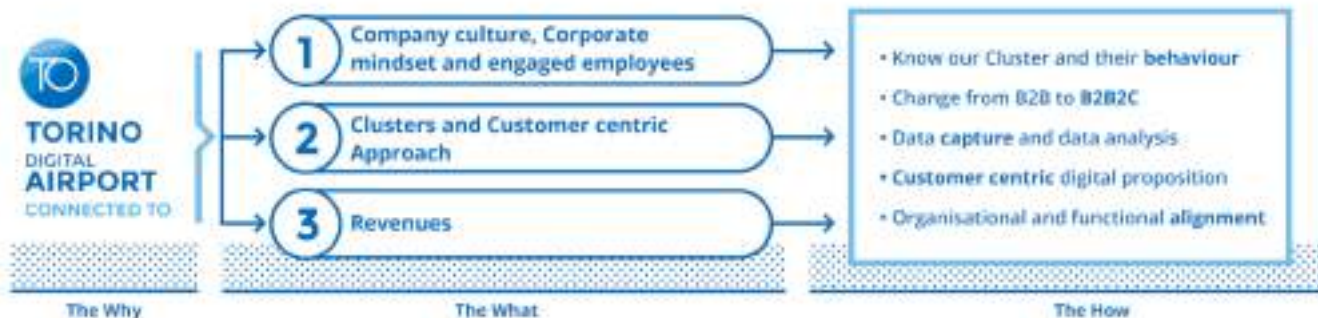 TO
TORINO
DIGITAL
AIRPORT
CONNECTED TO
1
Company culture, Corporate
mindset and engaged employees
2
Clusters and Customer centric
Approach
3
Revenues
• Know our Cluster and their behaviour
• Change from B2B to B2B2C
• Data capture and data analysis
• Customer centric digital proposition
• Organisational and functional alignment
The Why
The What
The How